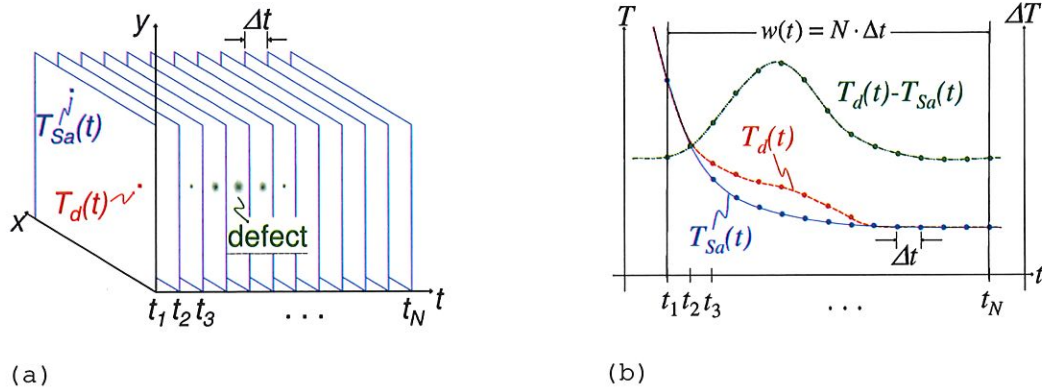 y
Δt
T_Sa(t)
T_d(t)
x
defect
t_1 t_2 t_3 ... t_N
t
(a)
T
w(t) = N · Δt
ΔT
T_d(t)-T_Sa(t)
T_d(t)
T_Sa(t)
Δt
t
t_1 t_2 t_3 ... t_N
(b)